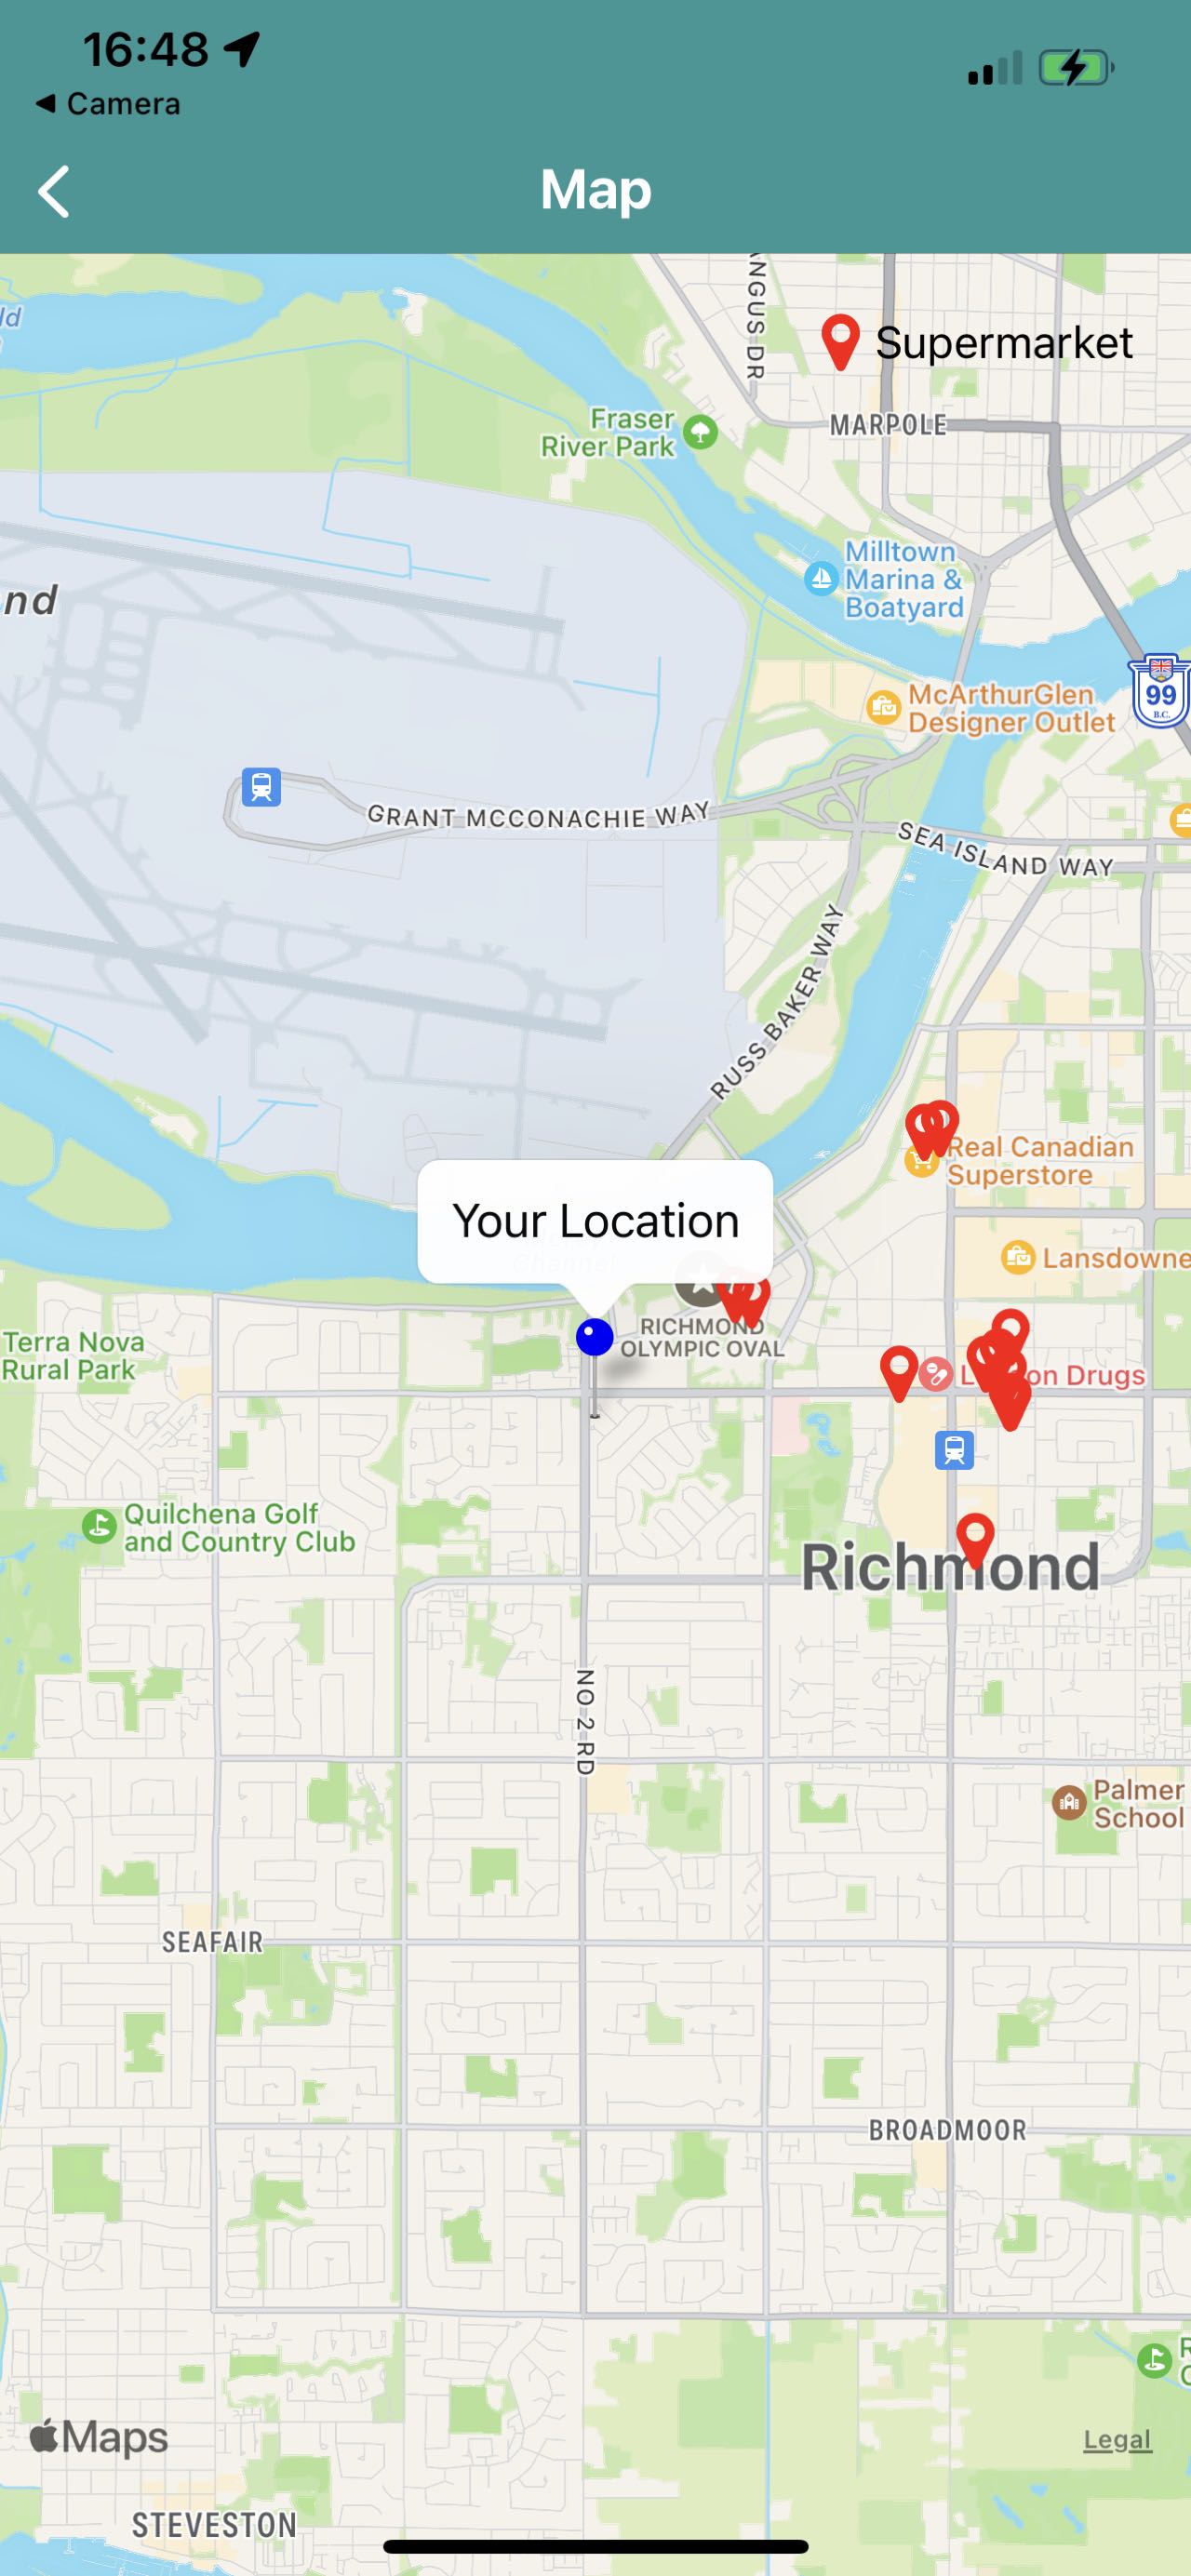 16:48
Camera
Map
ANGUS DR
Supermarket
Fraser
River Park
MARPOLE
Milltown
Marina &
Boatyard
nd
McArthurGlen
Designer Outlet
99
B.C.
GRANT MCCONACHIE WAY
SEA ISLAND WAY
RUSS BAKER WAY
Real Canadian
Superstore
Your Location
Lansdowne
RICHMOND
OLYMPIC OVAL
Terra Nova
Rural Park
Drugs
Quilchena Golf
and Country Club
Richmond
NO 2 RD
Palmer
School
SEAFAIR
BROADMOOR
Maps
Legal
STEVESTON